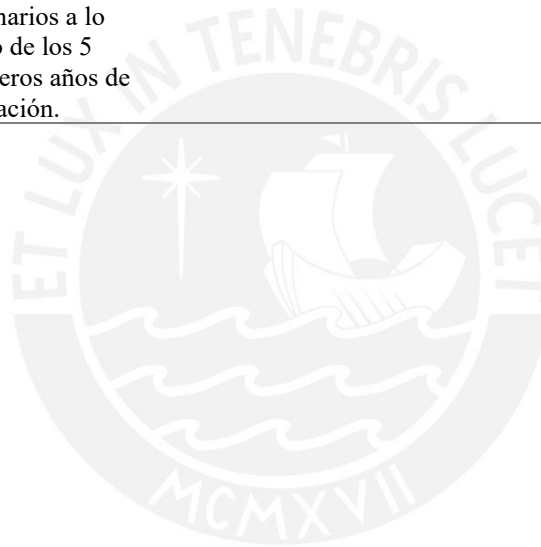 narios a lo
o de los 5
eros años de
ación.
ET LUX IN TENEBRIS LUCET
MCMXVII